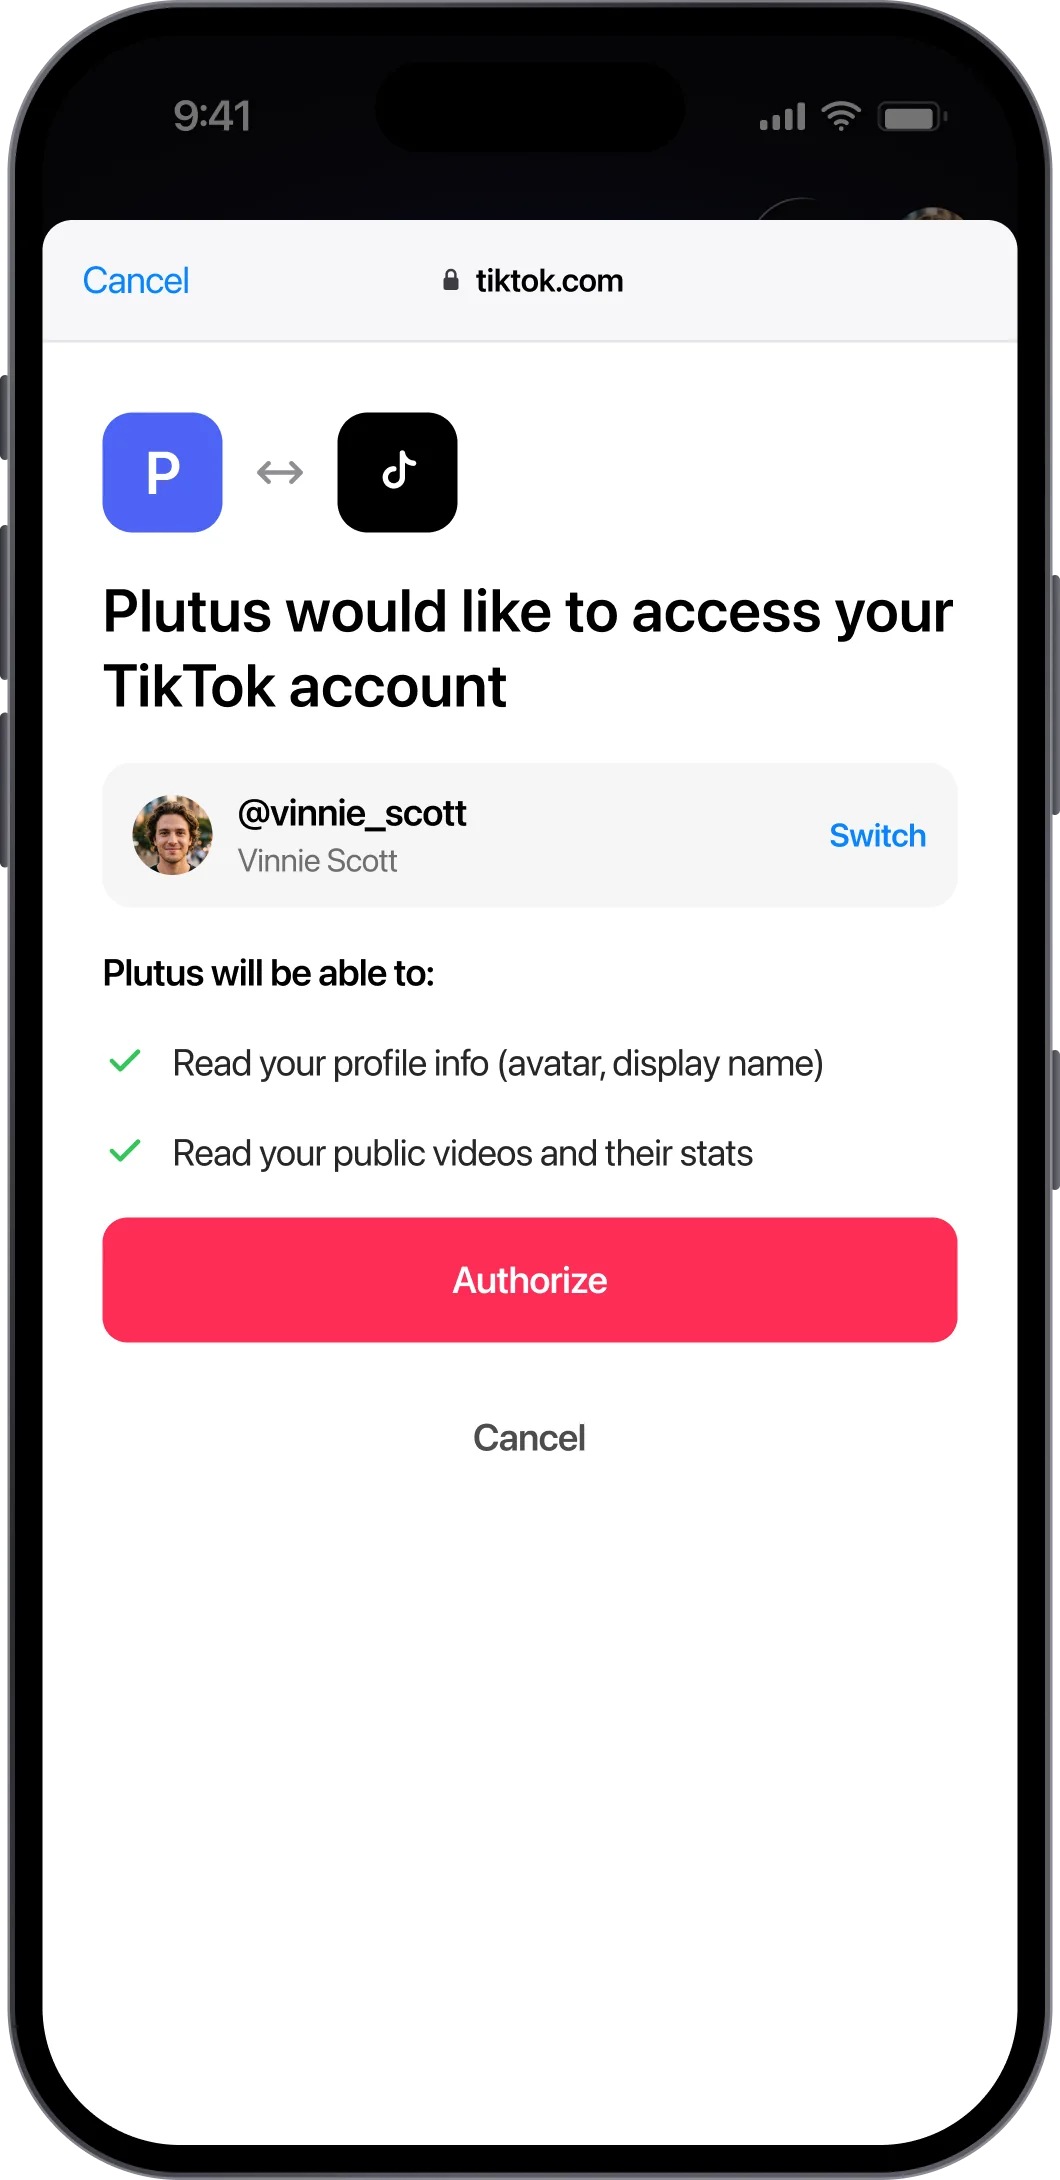 9:41
Cancel
tiktok.com
P
Plutus would like to access your
TikTok account
@vinnie_scott
Vinnie Scott
Switch
Plutus will be able to:
Read your profile info (avatar, display name)
Read your public videos and their stats
Authorize
Cancel